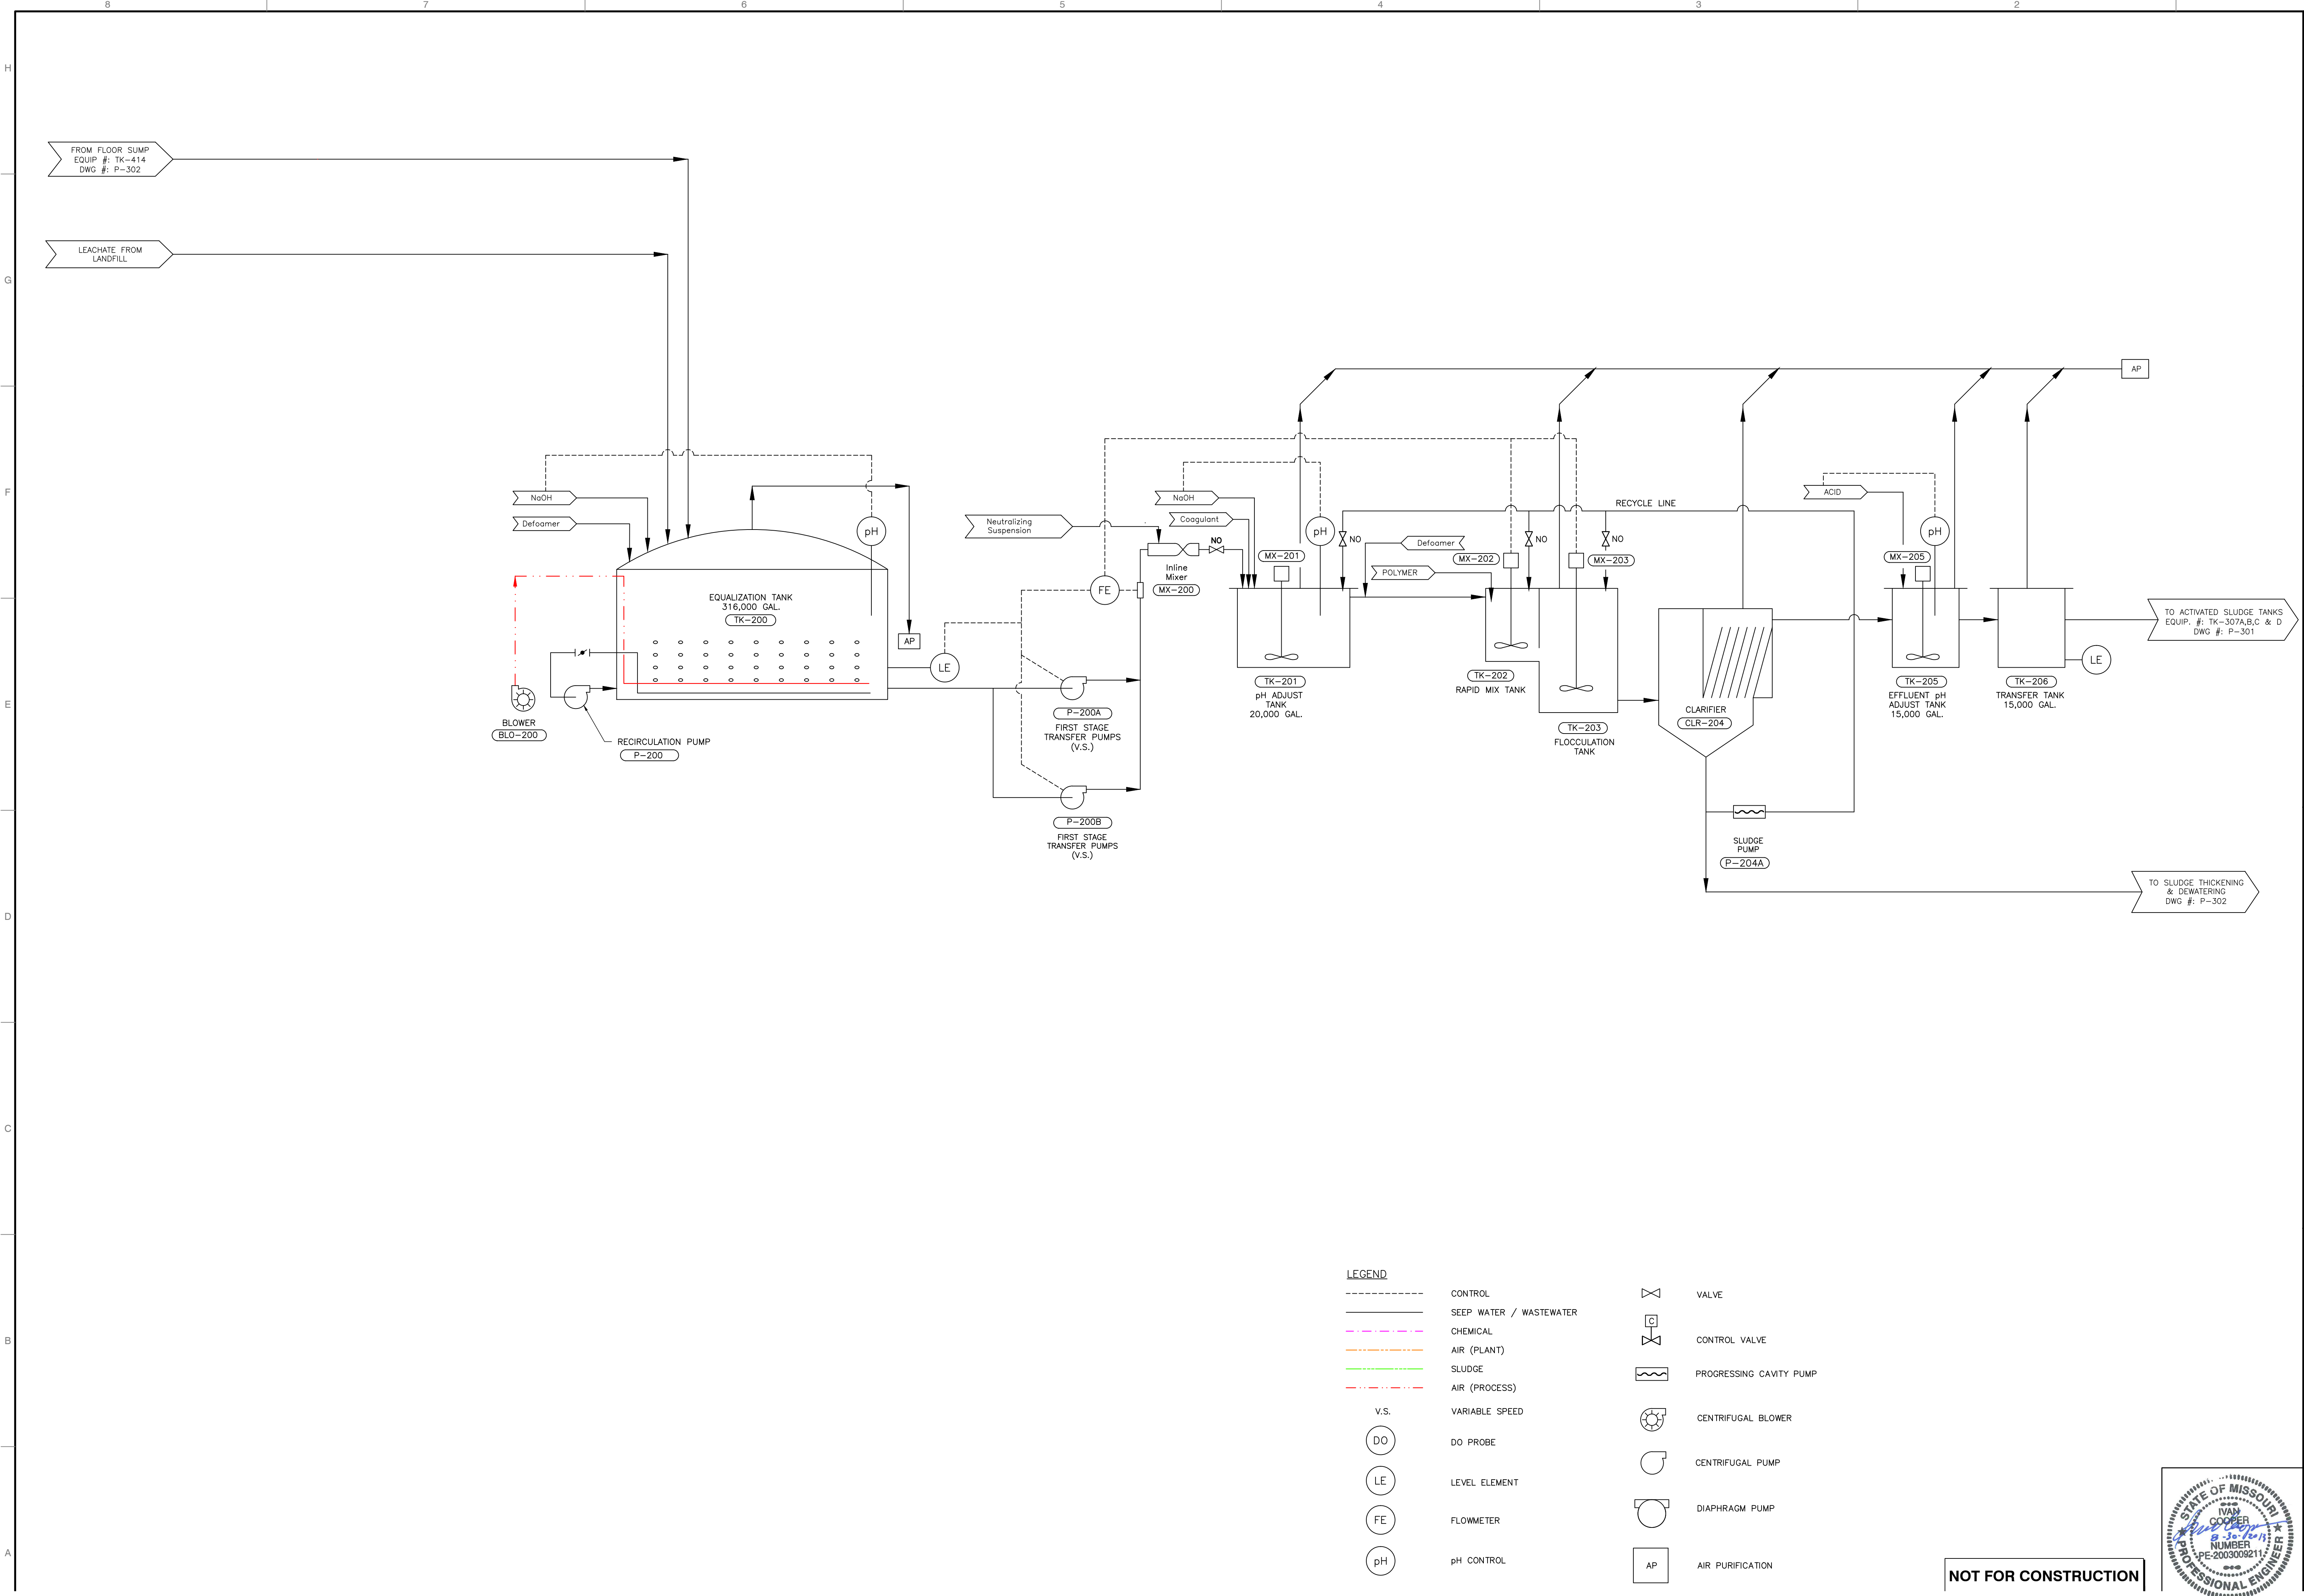 8
7
6
5
4
3
2
H
G
F
E
D
C
B
A
FROM FLOOR SUMP
EQUIP #: TK-414
DWG #: P-302
LEACHATE FROM
LANDFILL
NaOH
Defoamer
pH
EQUALIZATION TANK
316,000 GAL.
TK-200
AP
LE
BLOWER
BLO-200
RECIRCULATION PUMP
P-200
P-200A
FIRST STAGE
TRANSFER PUMPS
(V.S.)
P-200B
FIRST STAGE
TRANSFER PUMPS
(V.S.)
Neutralizing
Suspension
FE
NO
Inline
Mixer
MX-200
NaOH
Coagulant
MX-201
pH
TK-201
pH ADJUST
TANK
20,000 GAL.
NO
Defoamer
POLYMER
MX-202
NO
NO
MX-203
RECYCLE LINE
TK-202
RAPID MIX TANK
TK-203
FLOCCULATION
TANK
CLARIFIER
CLR-204
SLUDGE
PUMP
P-204A
ACID
MX-205
pH
TK-205
EFFLUENT pH
ADJUST TANK
15,000 GAL.
TK-206
TRANSFER TANK
15,000 GAL.
LE
AP
TO ACTIVATED SLUDGE TANKS
EQUIP. #: TK-307A,B,C & D
DWG #: P-301
TO SLUDGE THICKENING
& DEWATERING
DWG #: P-302
LEGEND
CONTROL
SEEP WATER / WASTEWATER
CHEMICAL
AIR (PLANT)
SLUDGE
AIR (PROCESS)
V.S. VARIABLE SPEED
DO DO PROBE
LE LEVEL ELEMENT
FE FLOWMETER
pH pH CONTROL
VALVE
C
CONTROL VALVE
PROGRESSING CAVITY PUMP
CENTRIFUGAL BLOWER
CENTRIFUGAL PUMP
DIAPHRAGM PUMP
AP AIR PURIFICATION
NOT FOR CONSTRUCTION
STATE OF MISSOURI
IVAN
COOPER
8-30-2013
NUMBER
PE-2003009211
PROFESSIONAL ENGINEER